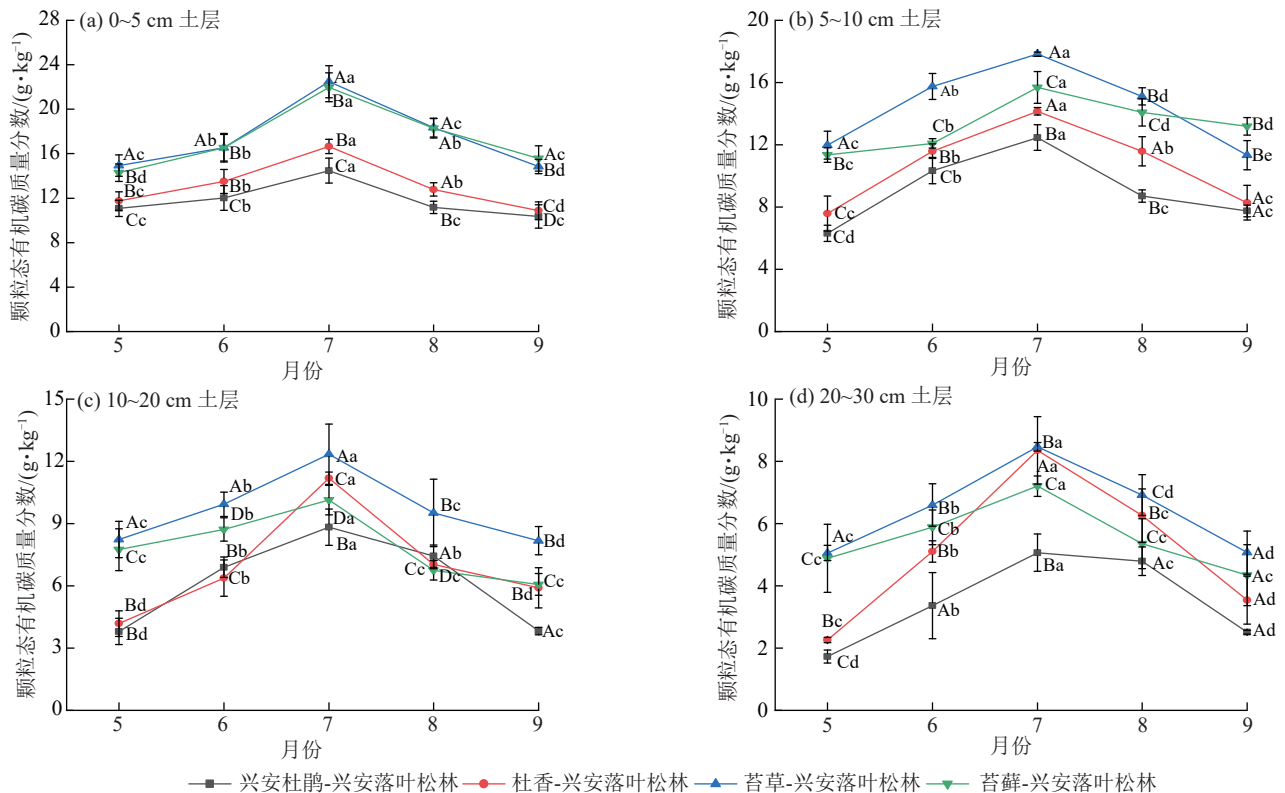 (a) 0~5 cm 土层
颗粒态有机碳质量分数/(g•kg⁻¹)
28
24
20
16
12
8
4
0
Ac
Bd
Bc
Cc
Ab
Bb
Bb
Cb
Aa
Ba
Ba
Ca
Ac
Bc
Ab
Bc
Ac
Bd
Cd
Dc
5 6 7 8 9
月份
(b) 5~10 cm 土层
颗粒态有机碳质量分数/(g•kg⁻¹)
20
16
12
8
4
0
Ac
Bc
Cc
Cd
Ab
Cb
Bb
Cb
Aa
Ca
Aa
Ba
Bd
Cd
Ab
Bc
Bd
Be
Ac
Ac
5 6 7 8 9
月份
(c) 10~20 cm 土层
颗粒态有机碳质量分数/(g•kg⁻¹)
15
12
9
6
3
0
Ac
Cc
Bd
Bd
Ab
Db
Bb
Cb
Aa
Ca
Da
Ba
Bc
Ab
Cc
Dc
Bd
Cc
Bd
Ac
5 6 7 8 9
月份
(d) 20~30 cm 土层
颗粒态有机碳质量分数/(g•kg⁻¹)
10
8
6
4
2
0
Ac
Cc
Bc
Cd
Bb
Cb
Bb
Ab
Ba
Aa
Ca
Ba
Cd
Bc
Cc
Ac
Ad
Ac
Ad
Ad
5 6 7 8 9
月份
兴安杜鹃-兴安落叶松林 杜香-兴安落叶松林 苔草-兴安落叶松林 苔藓-兴安落叶松林